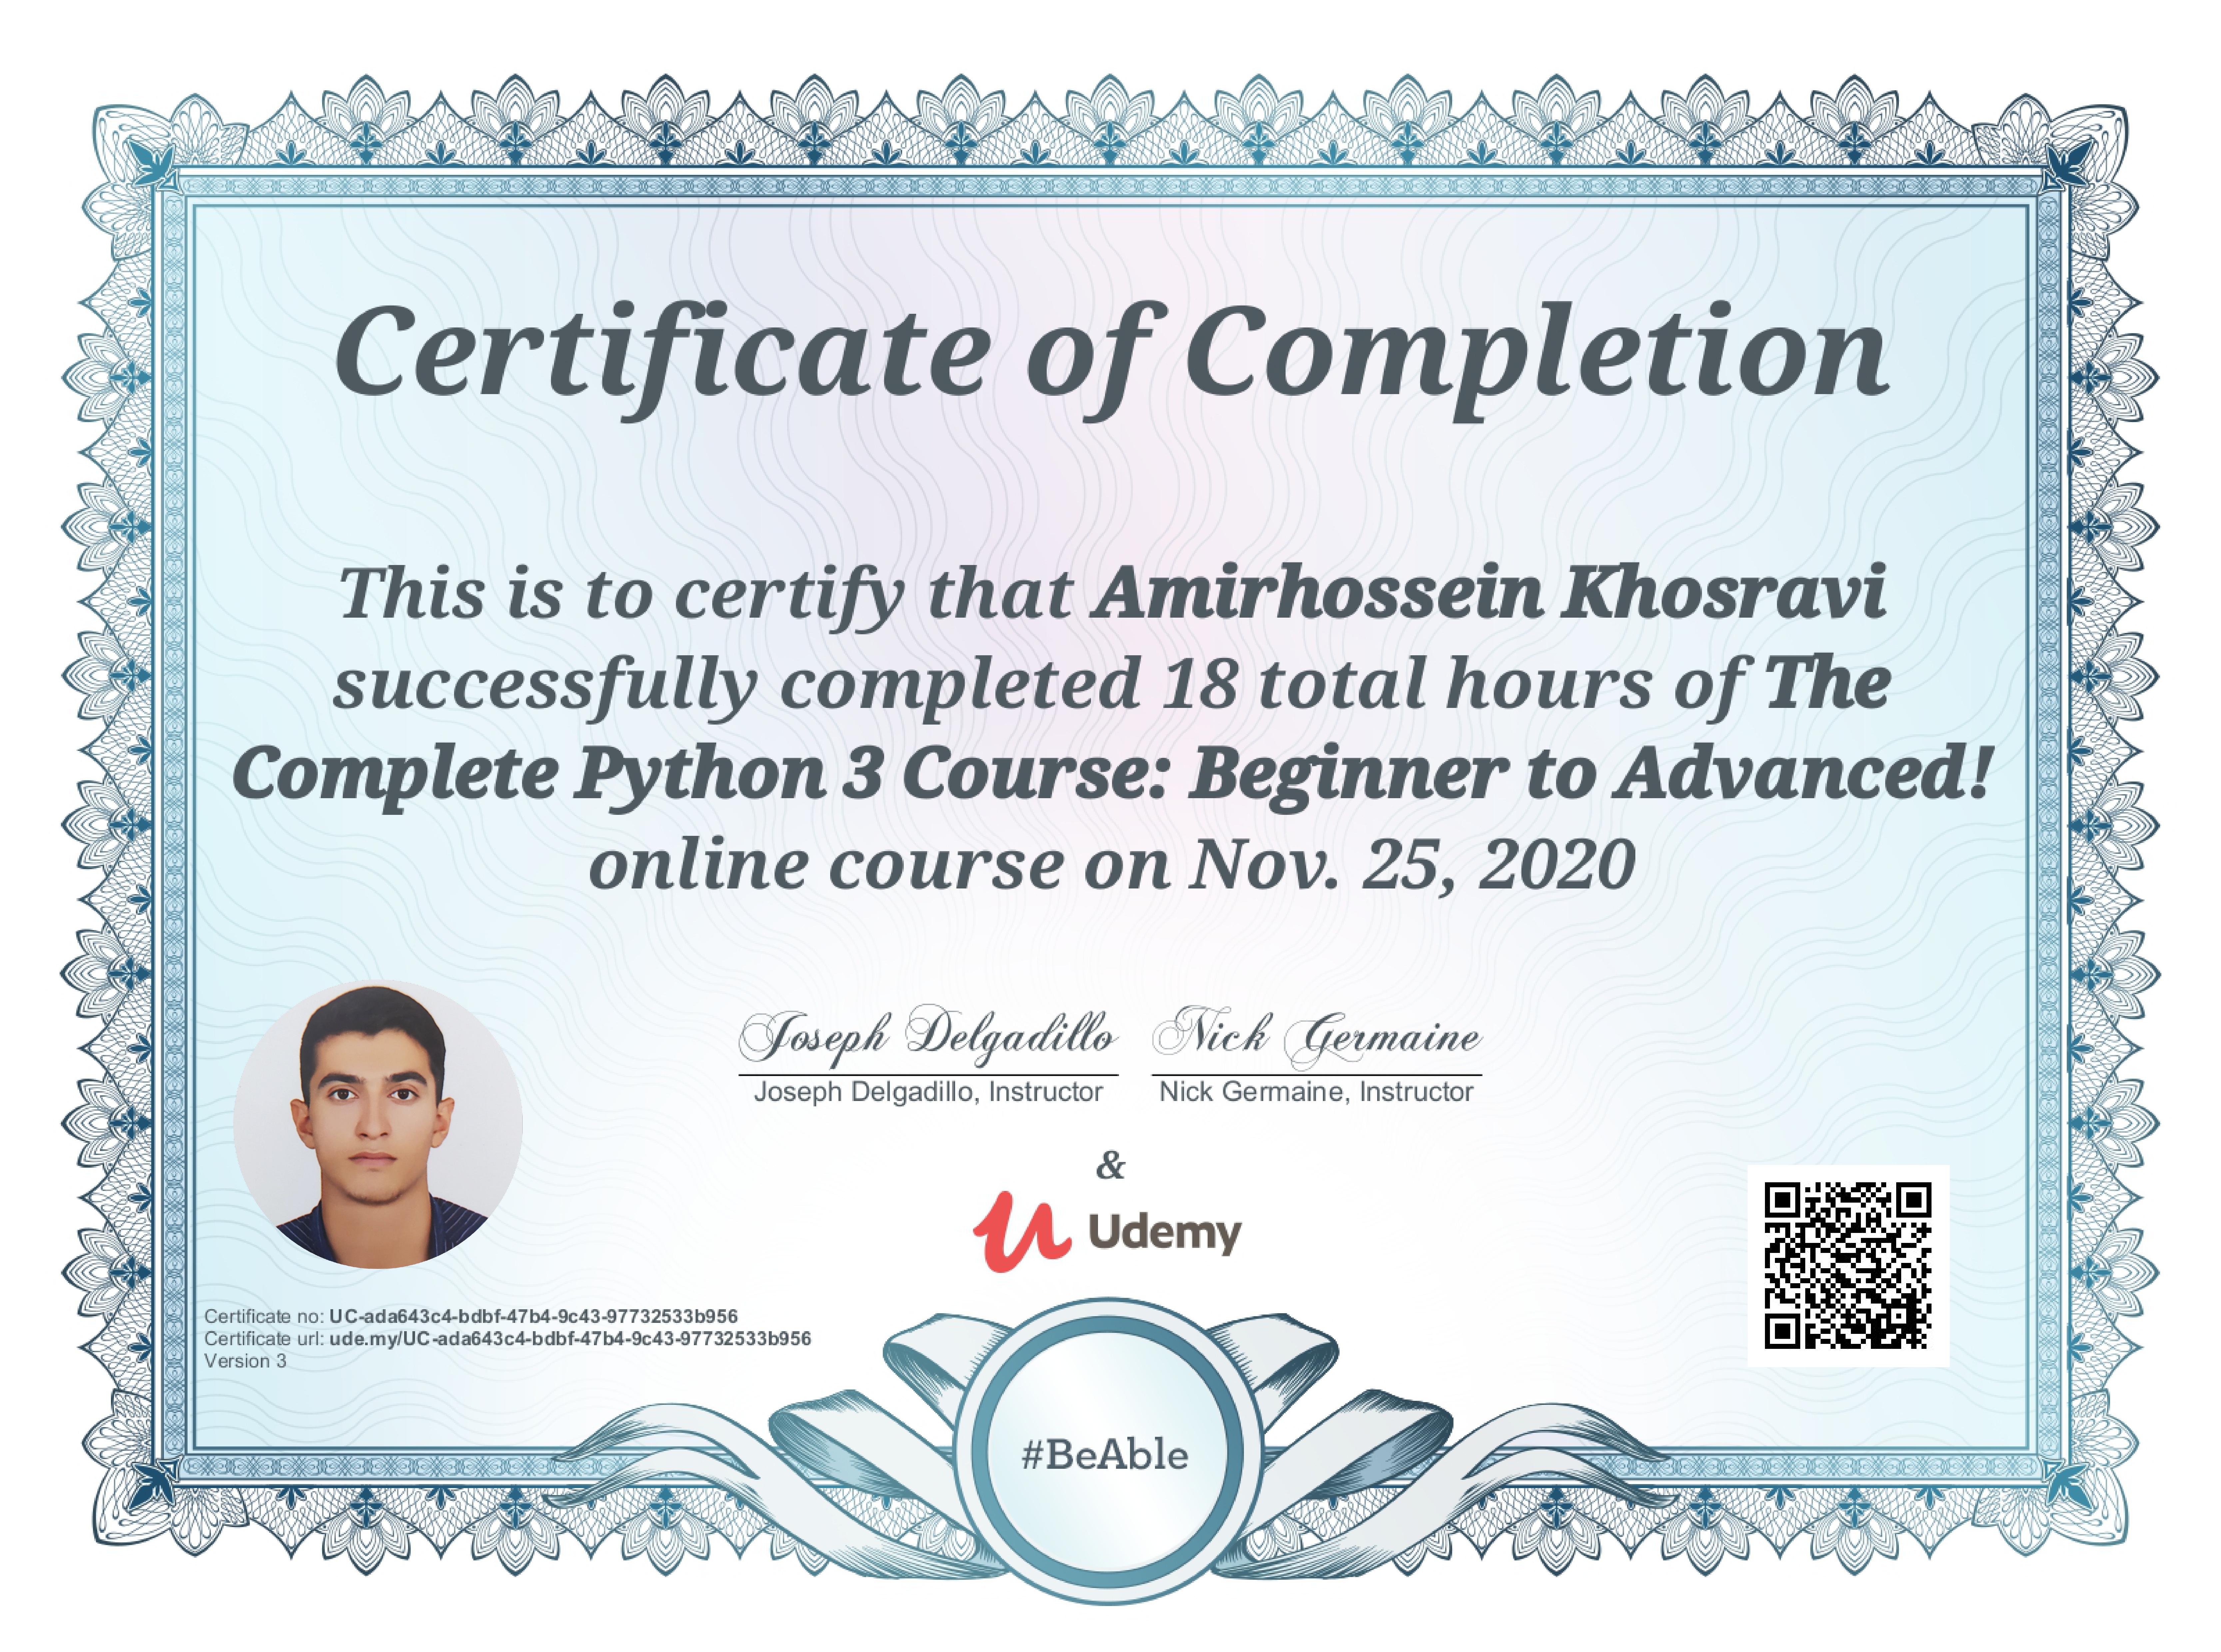 Certificate of Completion
This is to certify that Amirhossein Khosravi
successfully completed 18 total hours of The
Complete Python 3 Course: Beginner to Advanced!
online course on Nov. 25, 2020
Joseph Delgadillo Nick Germaine
Joseph Delgadillo, Instructor Nick Germaine, Instructor
&
Udemy
Certificate no: UC-ada643c4-bdbf-47b4-9c43-97732533b956
Certificate url: ude.my/UC-ada643c4-bdbf-47b4-9c43-97732533b956
Version 3
#BeAble